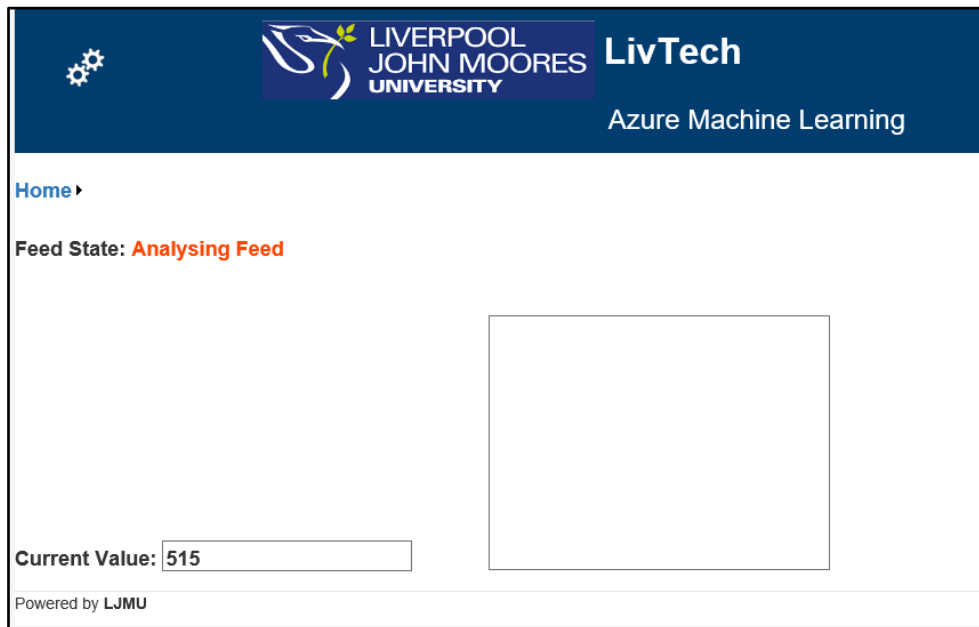 LIVERPOOL
JOHN MOORES
UNIVERSITY
LivTech
Azure Machine Learning
Home
Feed State: Analysing Feed
Current Value: 515
Powered by LJMU